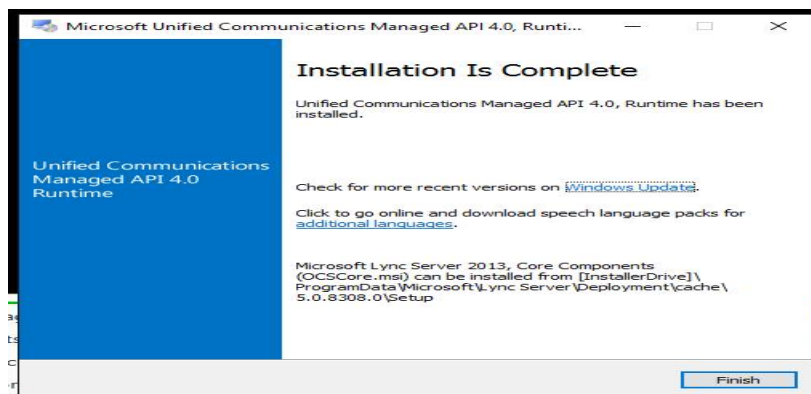 Microsoft Unified Communications Managed API 4.0, Runti...
Installation Is Complete
Unified Communications Managed API 4.0, Runtime has been
installed.
Unified Communications
Managed API 4.0
Runtime
Check for more recent versions on Windows Update.
Click to go online and download speech language packs for
additional languages.
Microsoft Lync Server 2013, Core Components
(OCSCore.msi) can be installed from [InstallerDrive]\
ProgramData\Microsoft\Lync Server\Deployment\cache\
5.0.8308.0\Setup
Finish